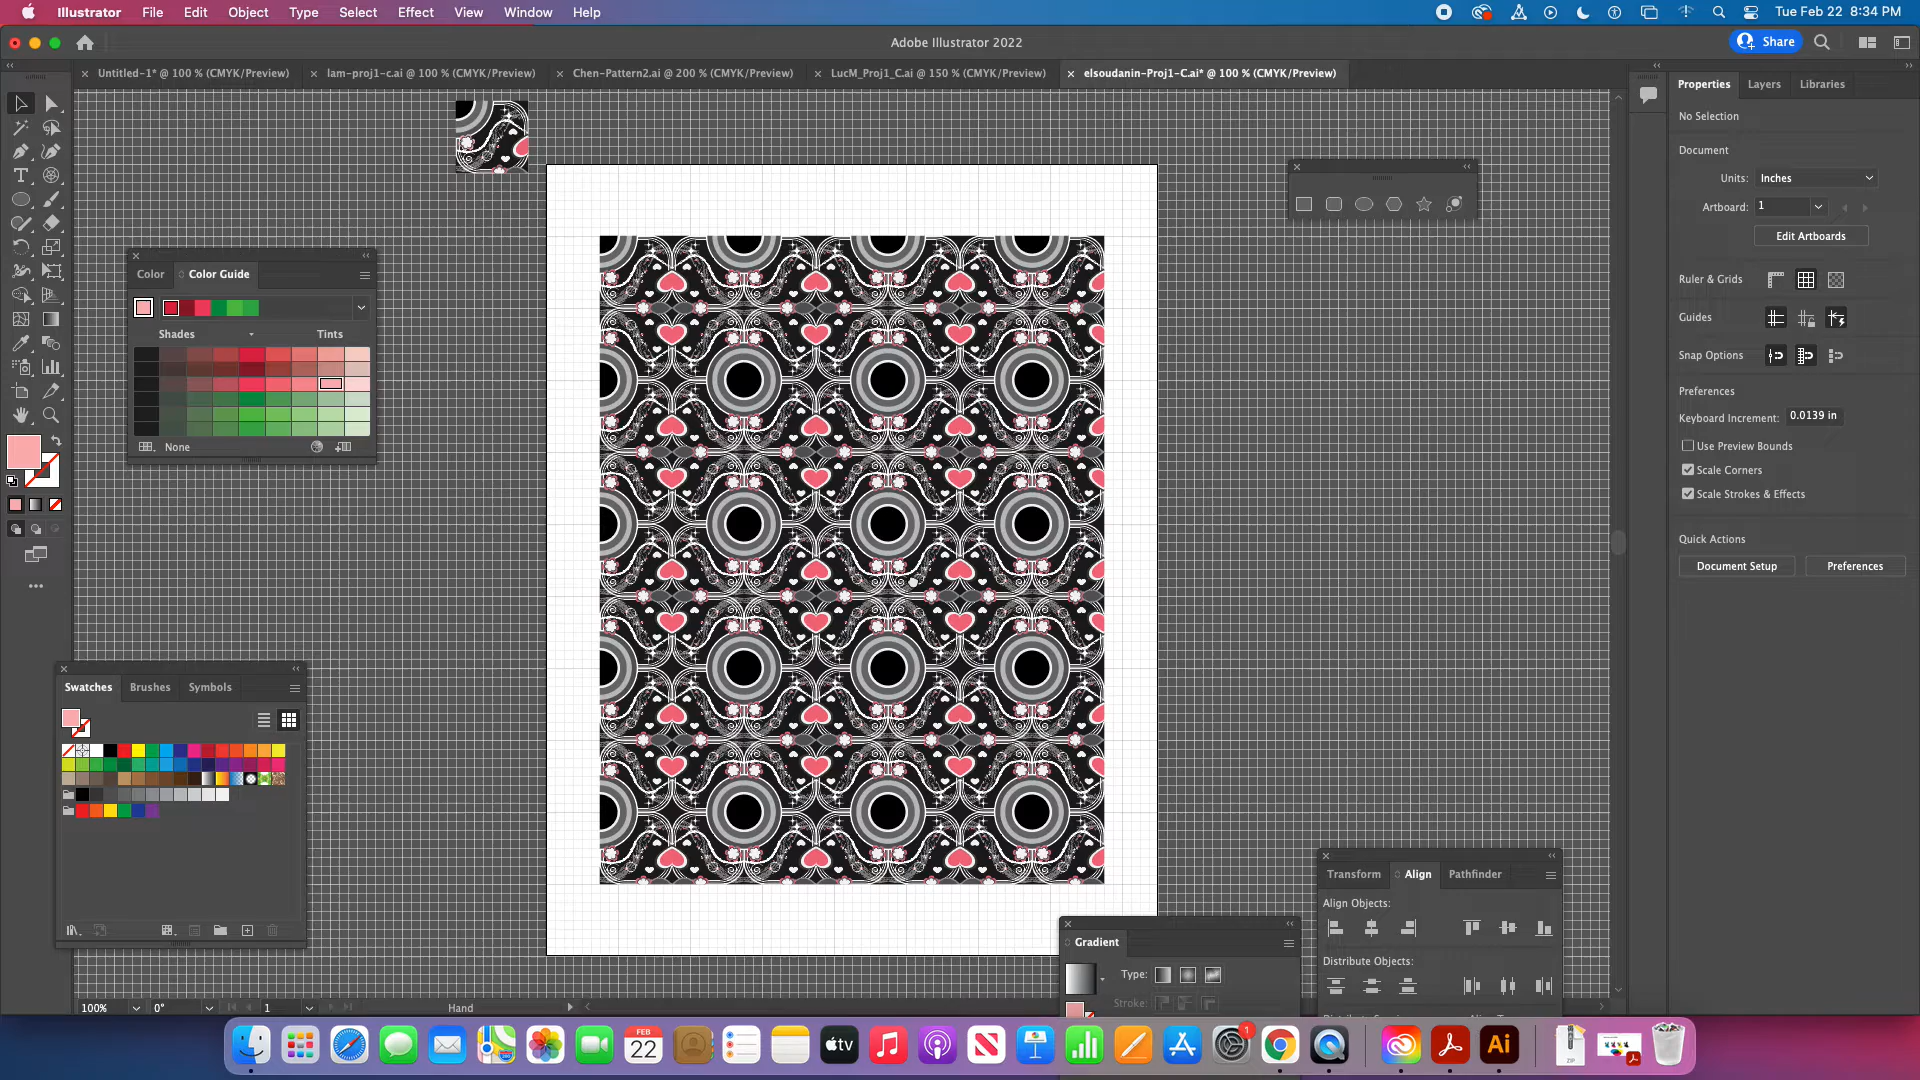 Illustrator File Edit Object Type Select Effect View Window Help Tue Feb 22 8:34 PM
Adobe Illustrator 2022
Share
Untitled-1* @ 100 % (CMYK/Preview) lam-proj1-c.ai @ 100 % (CMYK/Preview) Chen-Pattern2.ai @ 200 % (CMYK/Preview) LucM_Proj1_C.ai @ 150 % (CMYK/Preview) elsoudanin-Proj1-C.ai* @ 100 % (CMYK/Preview)
Properties Layers Libraries
No Selection
Document
Units: Inches
Artboard: 1
Edit Artboards
Ruler & Grids
Guides
Snap Options
Preferences
Keyboard Increment: 0.0139 in
Use Preview Bounds
Scale Corners
Scale Strokes & Effects
Quick Actions
Document Setup Preferences
Color Color Guide
Shades Tints
None
Swatches Brushes Symbols
Transform Align Pathfinder
Align Objects:
Distribute Objects:
Gradient
Type:
Stroke:
100% 0° 1 Hand
FEB
22
tv
1
Ai
ZIP